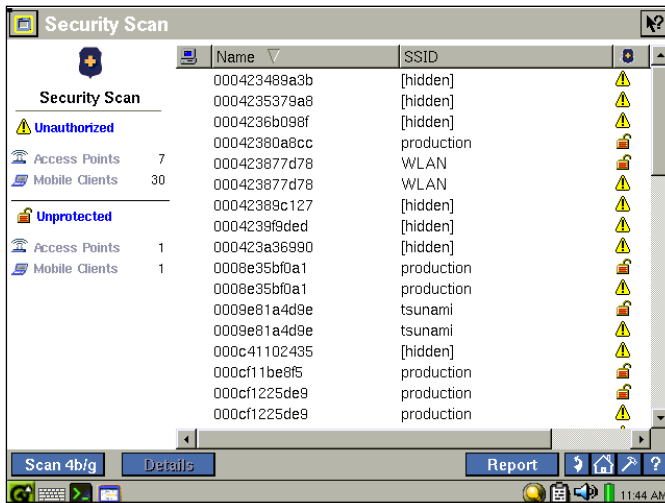 Security Scan
Security Scan
Unauthorized
Access Points 7
Mobile Clients 30
Unprotected
Access Points 1
Mobile Clients 1
Name SSID
000423489a3b [hidden]
0004235379a8 [hidden]
0004236b098f [hidden]
00042380a8cc production
000423877d78 WLAN
000423877d78 WLAN
00042389c127 [hidden]
0004239f9ded [hidden]
000423a36990 [hidden]
0008e35bf0a1 production
0008e35bf0a1 production
0009e81a4d9e tsunami
0009e81a4d9e tsunami
000c41102435 [hidden]
000cf11be8f5 production
000cf1225de9 production
000cf1225de9 production
Scan 4b/g Details Report ?
11:44 AM